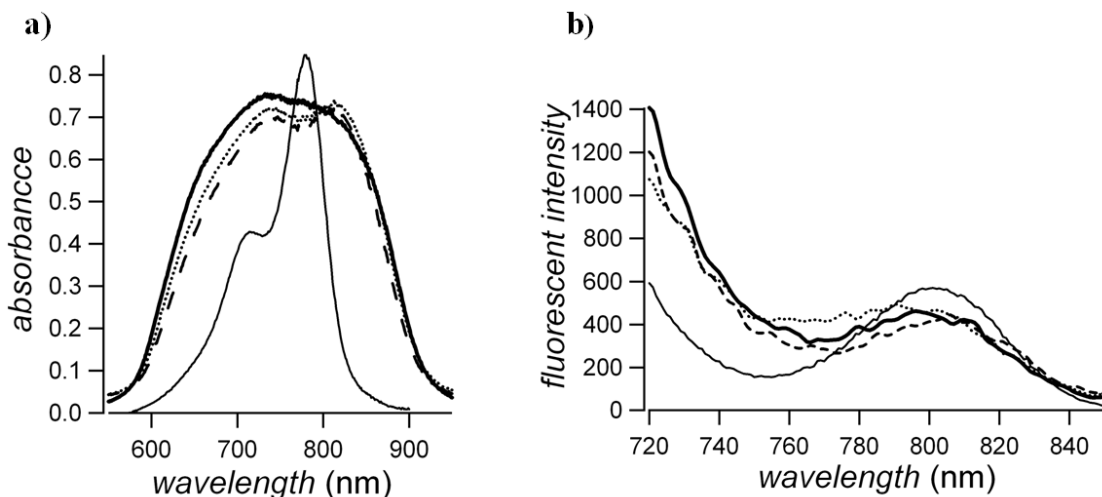 a)
absorbancce
0.8
0.7
0.6
0.5
0.4
0.3
0.2
0.1
0.0
600 700 800 900
wavelength (nm)
b)
fluorescent intensity
1400
1200
1000
800
600
400
200
0
720 740 760 780 800 820 840
wavelength (nm)